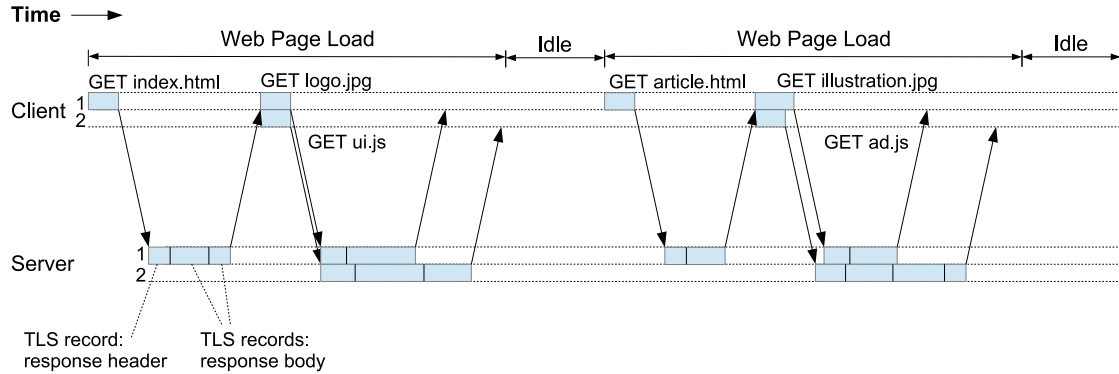 Time
Web Page Load
Idle
Web Page Load
Idle
GET index.html
GET logo.jpg
GET article.html
GET illustration.jpg
Client
1
2
GET ui.js
GET ad.js
Server
1
2
TLS record:
response header
TLS records:
response body